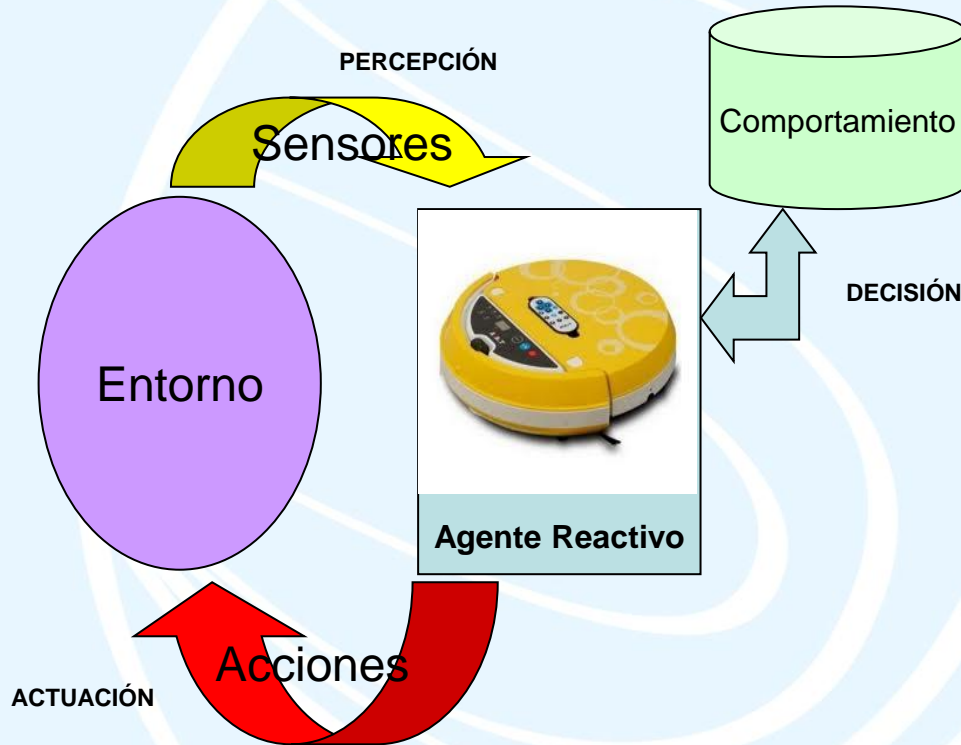 PERCEPCIÓN
Sensores
Comportamiento
DECISIÓN
Entorno
Agente Reactivo
Acciones
ACTUACIÓN